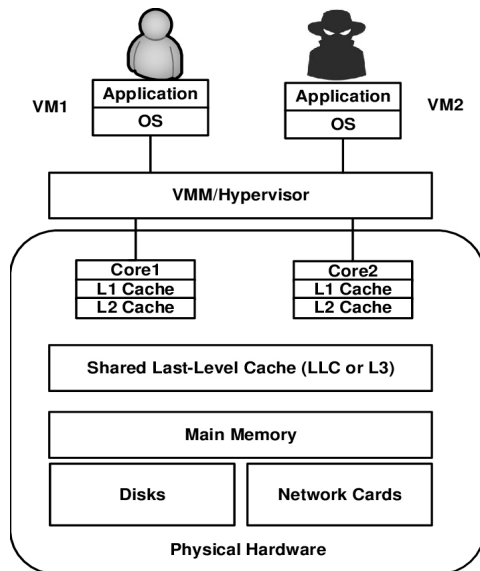 Application
Application
VM1
VM2
OS
OS
VMM/Hypervisor
Core1
Core2
L1 Cache
L1 Cache
L2 Cache
L2 Cache
Shared Last-Level Cache (LLC or L3)
Main Memory
Disks
Network Cards
Physical Hardware